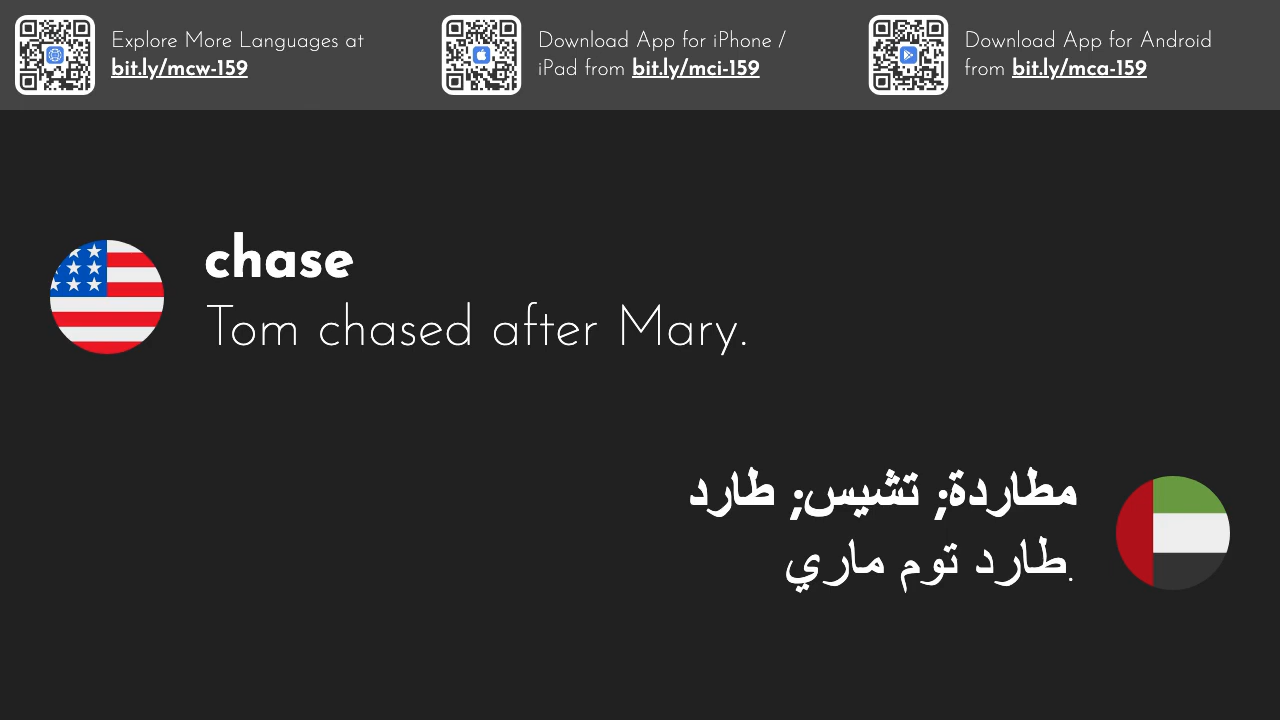 Explore More Languages at
bit.ly/mcw-159
Download App for iPhone /
iPad from bit.ly/mci-159
Download App for Android
from bit.ly/mca-159
chase
Tom chased after Mary.
مطاردة; تشيس; طارد
طارد توم ماري.